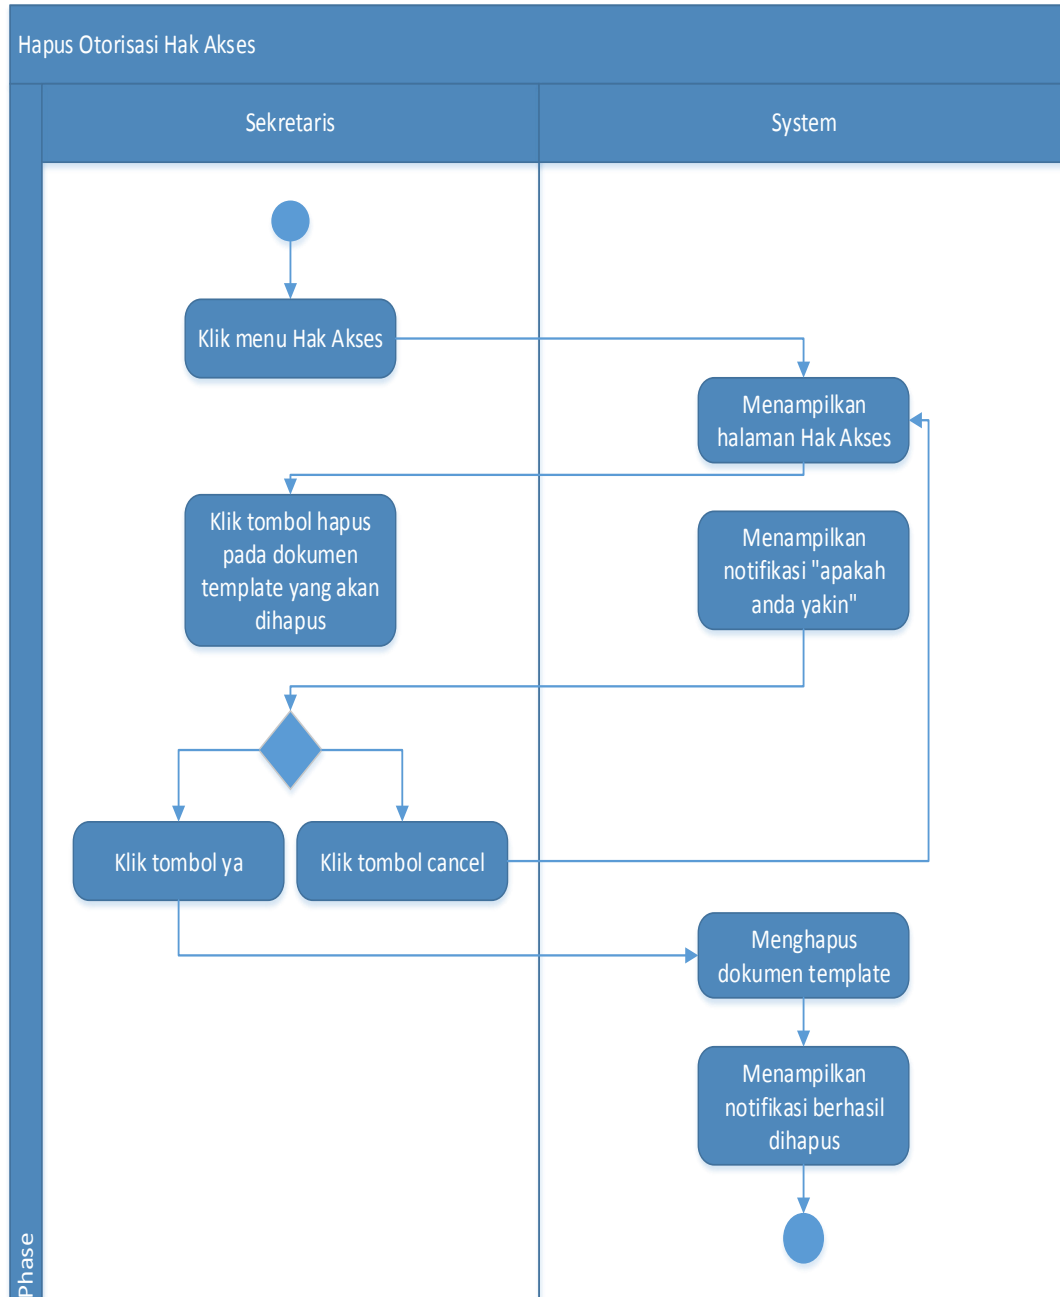 Hapus Otorisasi Hak Akses
Sekretaris
System
Klik menu Hak Akses
Menampilkan
halaman Hak Akses
Klik tombol hapus
pada dokumen
template yang akan
dihapus
Menampilkan
notifikasi "apakah
anda yakin"
Klik tombol ya
Klik tombol cancel
Menghapus
dokumen template
Menampilkan
notifikasi berhasil
dihapus
Phase